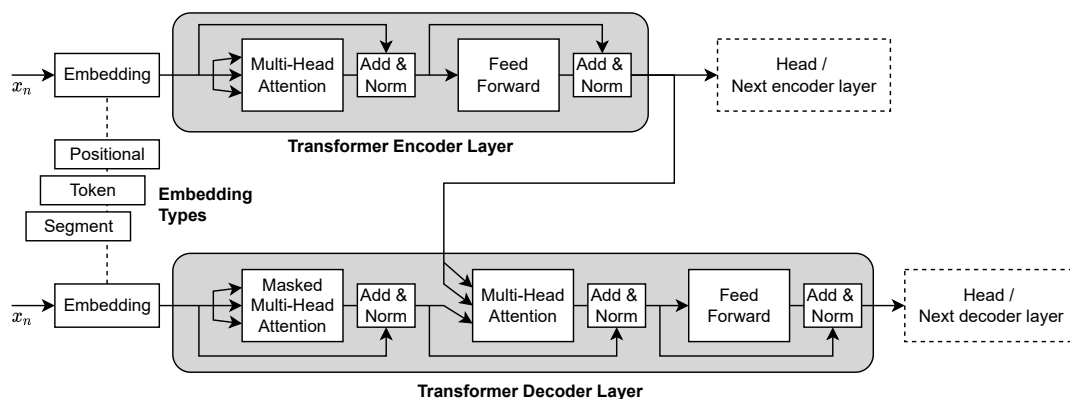 x_n
Embedding
Multi-Head
Attention
Add &
Norm
Feed
Forward
Add &
Norm
Head /
Next encoder layer
Transformer Encoder Layer
Positional
Token
Segment
Embedding
Types
x_n
Embedding
Masked
Multi-Head
Attention
Add &
Norm
Multi-Head
Attention
Add &
Norm
Feed
Forward
Add &
Norm
Head /
Next decoder layer
Transformer Decoder Layer